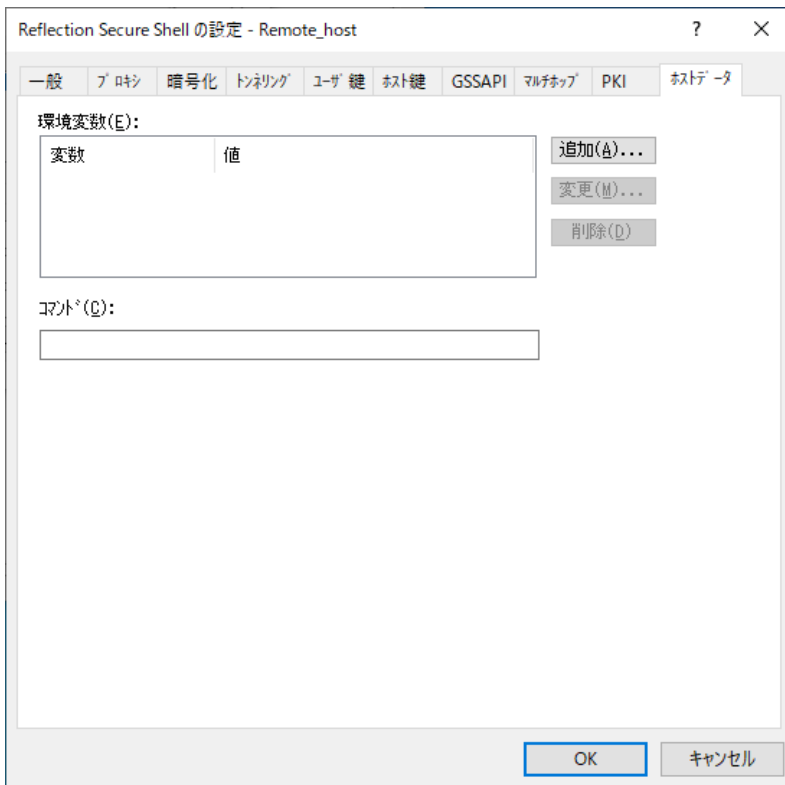 Reflection Secure Shell の設定 - Remote_host ? ×
一般 ﾌﾟﾛｷｼ 暗号化 ﾄﾝﾈﾘﾝｸﾞ ﾕｰｻﾞ鍵 ﾎｽﾄ鍵 GSSAPI ﾏﾙﾁﾎｯﾌﾟ PKI ﾎｽﾄﾃﾞｰﾀ
環境変数(E):
変数 値
追加(A)...
変更(M)...
削除(D)
ｺﾏﾝﾄﾞ(C):
OK キャンセル